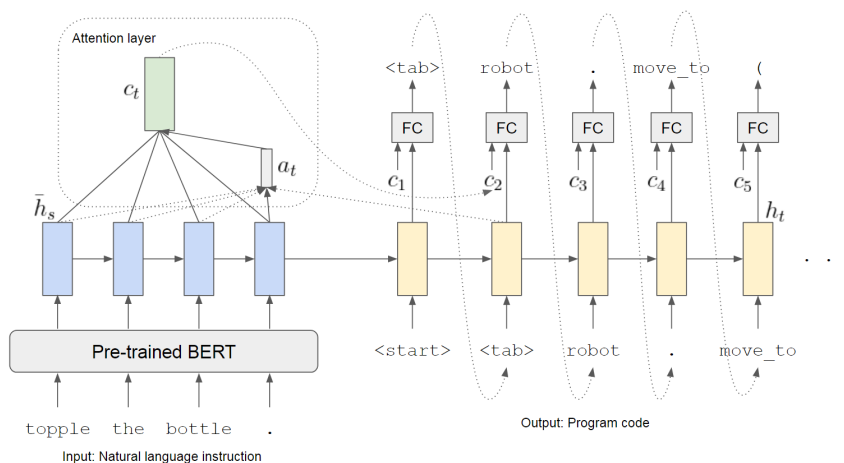 Attention layer
c_t
a_t
h̄_s
<tab> robot . move_to (
FC FC FC FC FC
c_1 c_2 c_3 c_4 c_5
h_t
. .
Pre-trained BERT
<start> <tab> robot . move_to
topple the bottle .
Output: Program code
Input: Natural language instruction